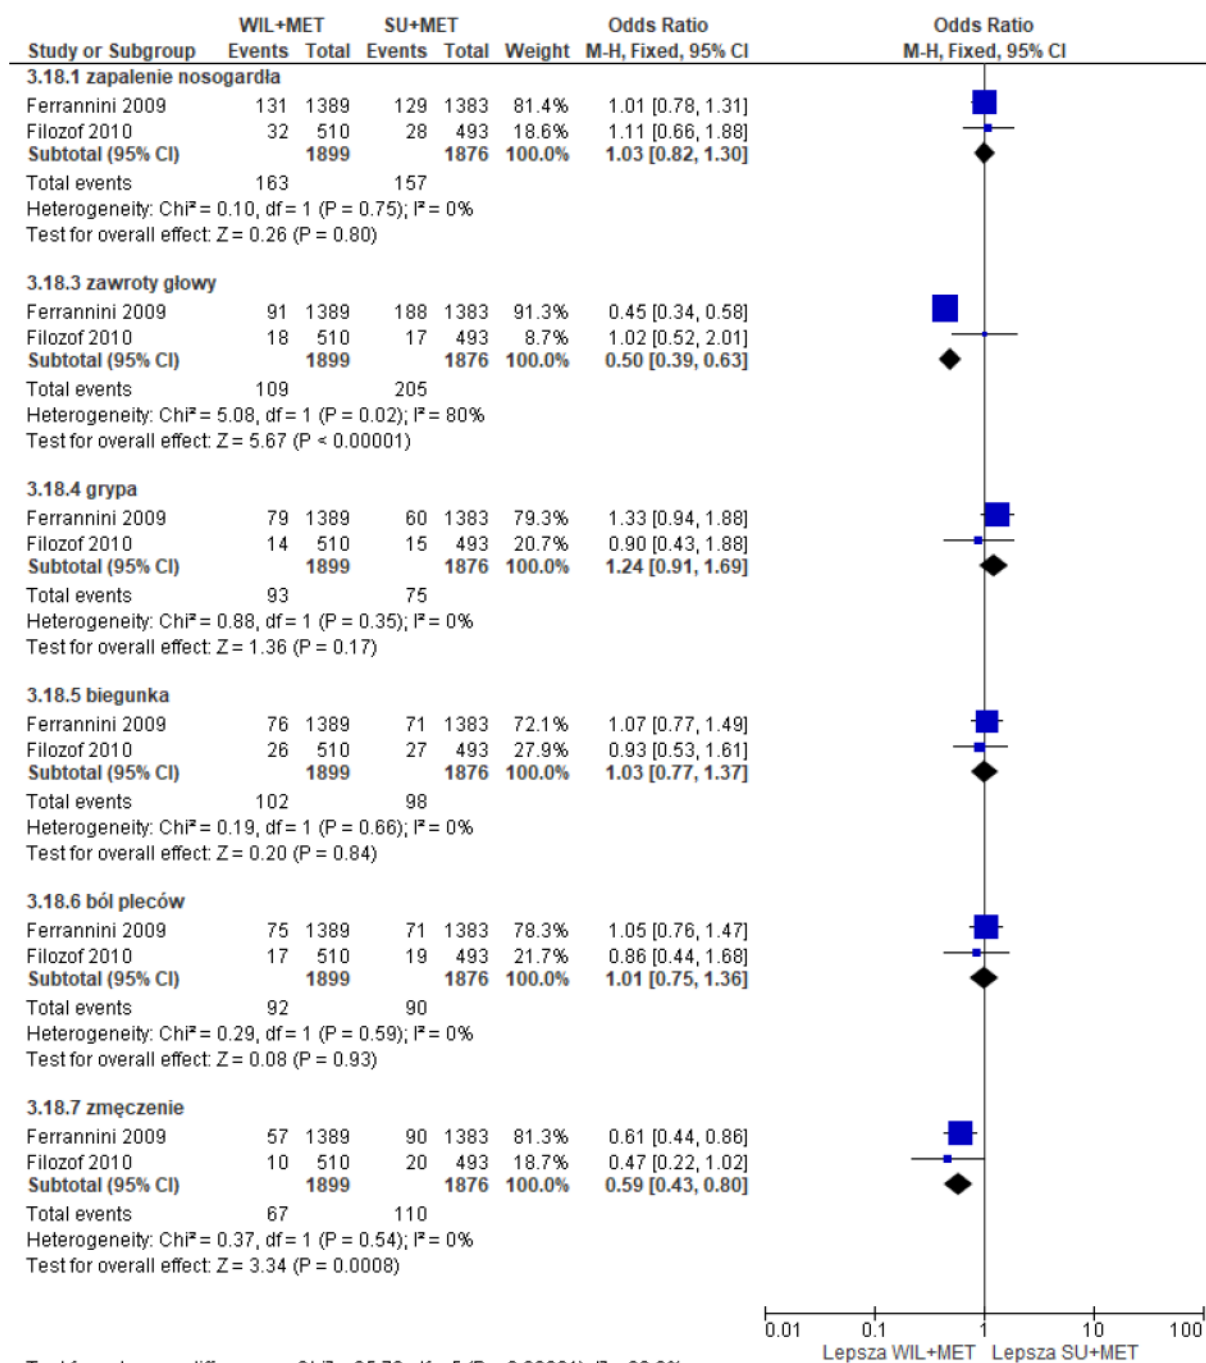 WIL+MET SU+MET Odds Ratio Odds Ratio
Study or Subgroup Events Total Events Total Weight M-H, Fixed, 95% CI M-H, Fixed, 95% CI
3.18.1 zapalenie nosogardła
Ferrannini 2009 131 1389 129 1383 81.4% 1.01 [0.78, 1.31]
Filozof 2010 32 510 28 493 18.6% 1.11 [0.66, 1.88]
Subtotal (95% CI) 1899 1876 100.0% 1.03 [0.82, 1.30]
Total events 163 157
Heterogeneity: Chi² = 0.10, df = 1 (P = 0.75); I² = 0%
Test for overall effect: Z = 0.26 (P = 0.80)
3.18.3 zawroty głowy
Ferrannini 2009 91 1389 188 1383 91.3% 0.45 [0.34, 0.58]
Filozof 2010 18 510 17 493 8.7% 1.02 [0.52, 2.01]
Subtotal (95% CI) 1899 1876 100.0% 0.50 [0.39, 0.63]
Total events 109 205
Heterogeneity: Chi² = 5.08, df = 1 (P = 0.02); I² = 80%
Test for overall effect: Z = 5.67 (P < 0.00001)
3.18.4 grypa
Ferrannini 2009 79 1389 60 1383 79.3% 1.33 [0.94, 1.88]
Filozof 2010 14 510 15 493 20.7% 0.90 [0.43, 1.88]
Subtotal (95% CI) 1899 1876 100.0% 1.24 [0.91, 1.69]
Total events 93 75
Heterogeneity: Chi² = 0.88, df = 1 (P = 0.35); I² = 0%
Test for overall effect: Z = 1.36 (P = 0.17)
3.18.5 biegunka
Ferrannini 2009 76 1389 71 1383 72.1% 1.07 [0.77, 1.49]
Filozof 2010 26 510 27 493 27.9% 0.93 [0.53, 1.61]
Subtotal (95% CI) 1899 1876 100.0% 1.03 [0.77, 1.37]
Total events 102 98
Heterogeneity: Chi² = 0.19, df = 1 (P = 0.66); I² = 0%
Test for overall effect: Z = 0.20 (P = 0.84)
3.18.6 ból pleców
Ferrannini 2009 75 1389 71 1383 78.3% 1.05 [0.76, 1.47]
Filozof 2010 17 510 19 493 21.7% 0.86 [0.44, 1.68]
Subtotal (95% CI) 1899 1876 100.0% 1.01 [0.75, 1.36]
Total events 92 90
Heterogeneity: Chi² = 0.29, df = 1 (P = 0.59); I² = 0%
Test for overall effect: Z = 0.08 (P = 0.93)
3.18.7 zmęczenie
Ferrannini 2009 57 1389 90 1383 81.3% 0.61 [0.44, 0.86]
Filozof 2010 10 510 20 493 18.7% 0.47 [0.22, 1.02]
Subtotal (95% CI) 1899 1876 100.0% 0.59 [0.43, 0.80]
Total events 67 110
Heterogeneity: Chi² = 0.37, df = 1 (P = 0.54); I² = 0%
Test for overall effect: Z = 3.34 (P = 0.0008)
0.01 0.1 1 10 100
Lepsza WIL+MET Lepsza SU+MET